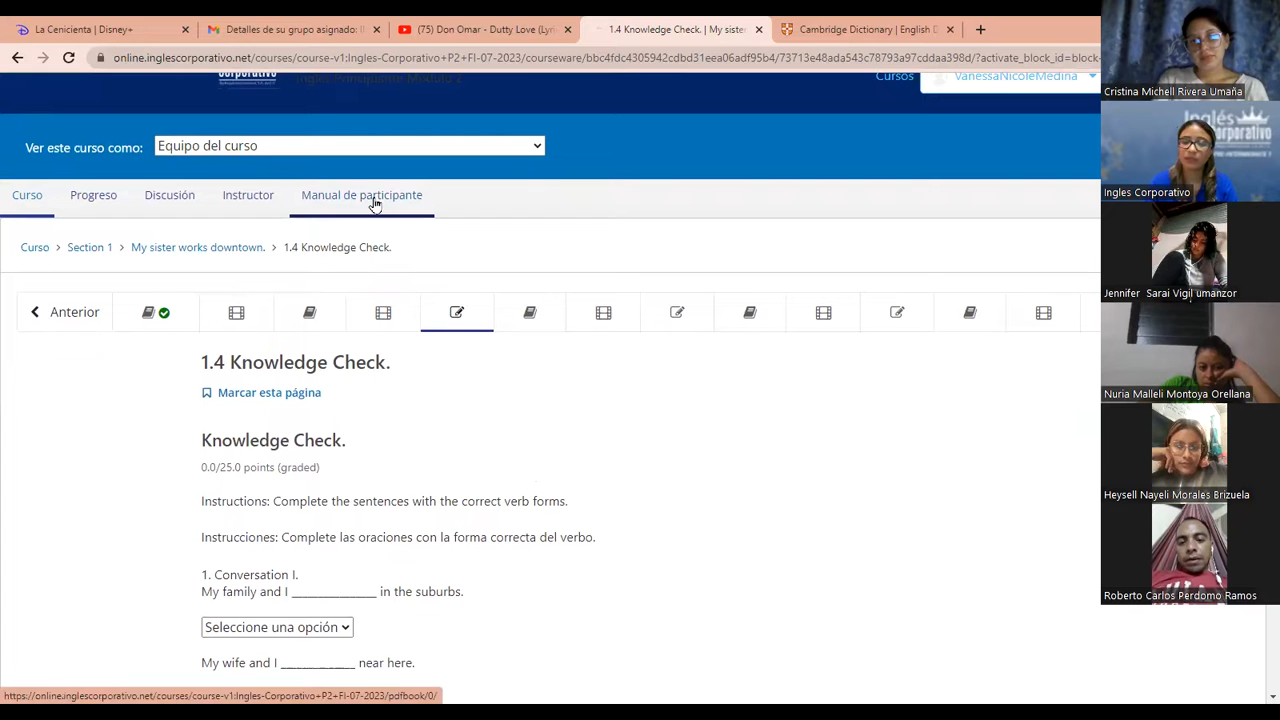 La Cenicienta | Disney+
Detalles de su grupo asignado: I
(75) Don Omar - Dutty Love (Lyri
1.4 Knowledge Check. | My sister
Cambridge Dictionary | English D
online.inglescorporativo.net/courses/course-v1:Ingles-Corporativo+P2+FI-07-2023/courseware/bbc4fdc4305942cdbd31eea06adf95b4/73713e48ada543c78793a97cddaa398d/?activate_block_id=block-
Cursos
VanessaNicoleMedina
Ver este curso como:
Equipo del curso
Curso
Progreso
Discusión
Instructor
Manual de participante
Curso > Section 1 > My sister works downtown. > 1.4 Knowledge Check.
Anterior
1.4 Knowledge Check.
Marcar esta página
Knowledge Check.
0.0/25.0 points (graded)
Instructions: Complete the sentences with the correct verb forms.
Instrucciones: Complete las oraciones con la forma correcta del verbo.
1. Conversation I.
My family and I ______________ in the suburbs.
Seleccione una opción
My wife and I ____________ near here.
https://online.inglescorporativo.net/courses/course-v1:Ingles-Corporativo+P2+FI-07-2023/pdfbook/0/
Cristina Michell Rivera Umaña
Inglés
Corporativo
Ingles Corporativo
Jennifer Sarai Vigil umanzor
Nuria Malleli Montoya Orellana
Heysell Nayeli Morales Brizuela
Roberto Carlos Perdomo Ramos